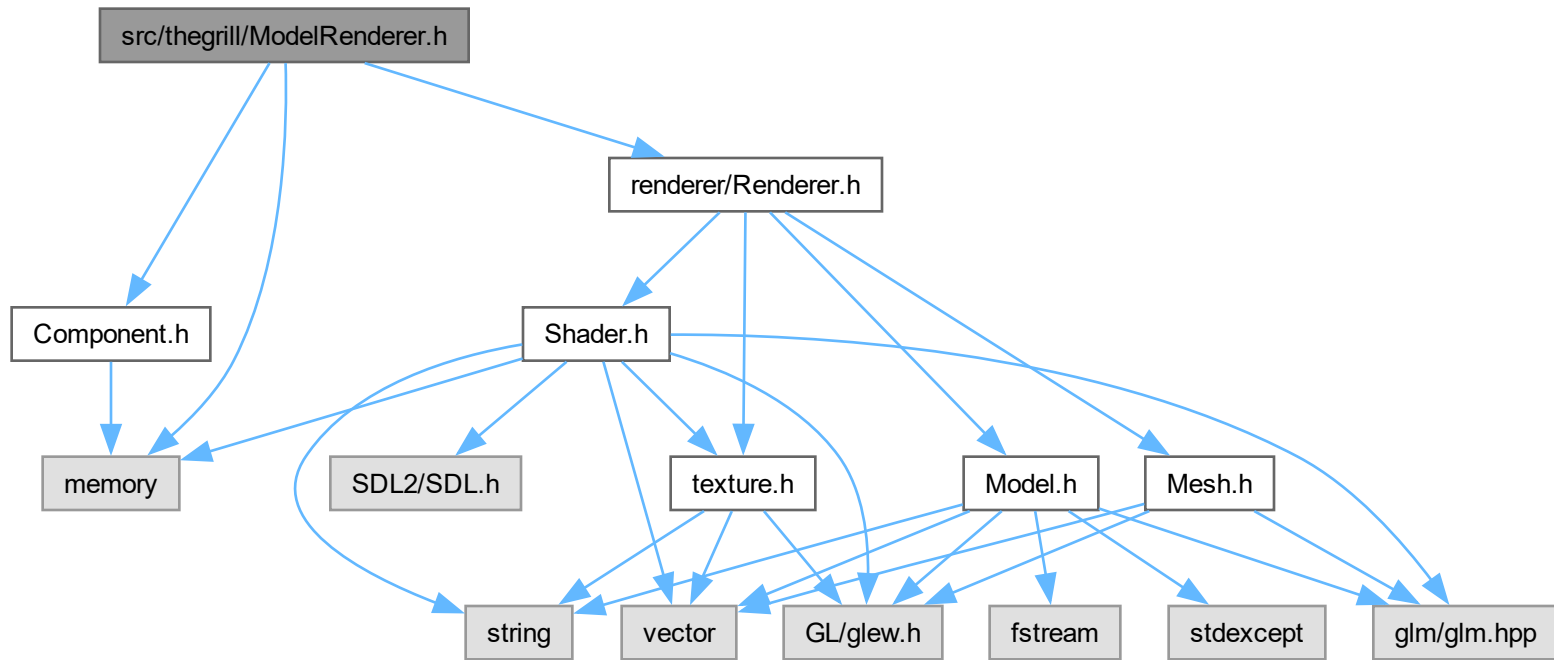 src/thegrill/ModelRenderer.h
renderer/Renderer.h
Component.h
Shader.h
memory
SDL2/SDL.h
texture.h
Model.h
Mesh.h
string
vector
GL/glew.h
fstream
stdexcept
glm/glm.hpp